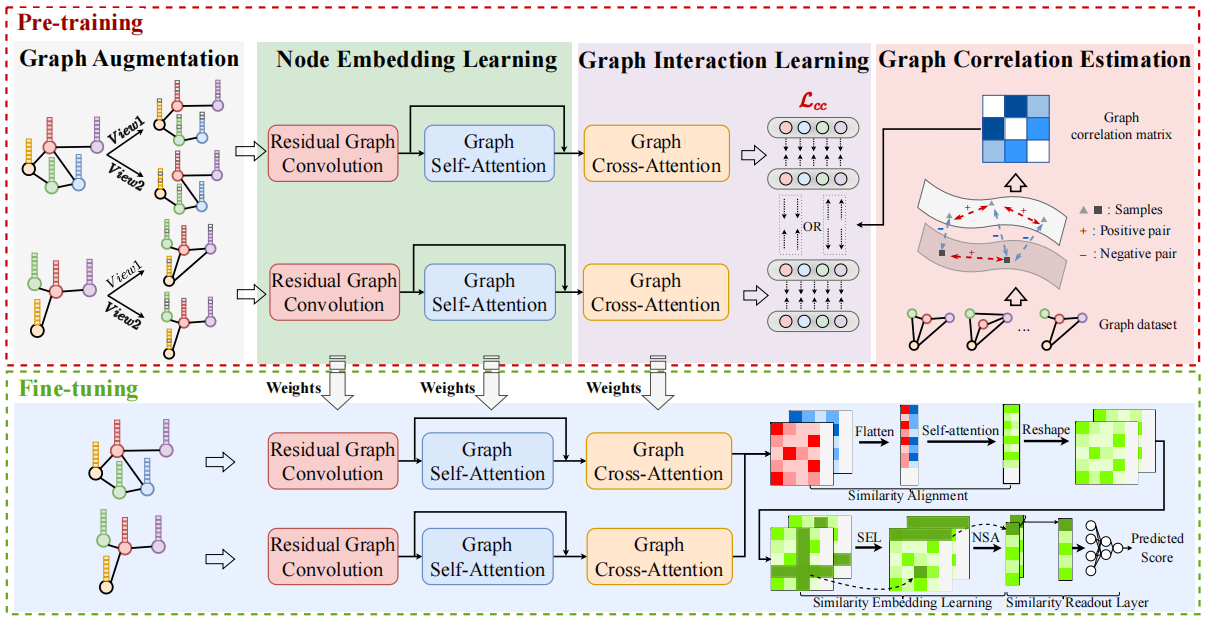 Pre-training
Graph Augmentation
Node Embedding Learning
Graph Interaction Learning
Graph Correlation Estimation
View1
View2
View1
View2
Residual Graph
Convolution
Graph
Self-Attention
Graph
Cross-Attention
Residual Graph
Convolution
Graph
Self-Attention
Graph
Cross-Attention
ℒcc
OR
Graph
correlation matrix
+
+
−
−
+
: Samples
+ : Positive pair
− : Negative pair
...
Graph dataset
Weights
Weights
Weights
Fine-tuning
Residual Graph
Convolution
Graph
Self-Attention
Graph
Cross-Attention
Residual Graph
Convolution
Graph
Self-Attention
Graph
Cross-Attention
Flatten
Self-attention
Reshape
Similarity Alignment
SEL
NSA
Predicted
Score
Similarity Embedding Learning
Similarity Readout Layer